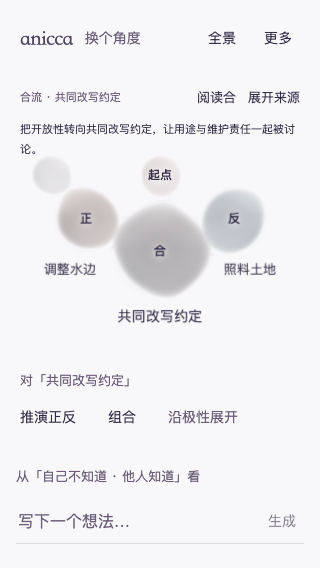 anicca 换个角度 全景 更多
合流 · 共同改写约定 阅读合 展开来源
把开放性转向共同改写约定，让用途与维护责任一起被讨
论。
起点
正 反
合
调整水边 照料土地
共同改写约定
对「共同改写约定」
推演正反 组合 沿极性展开
从「自己不知道 · 他人知道」看
写下一个想法… 生成